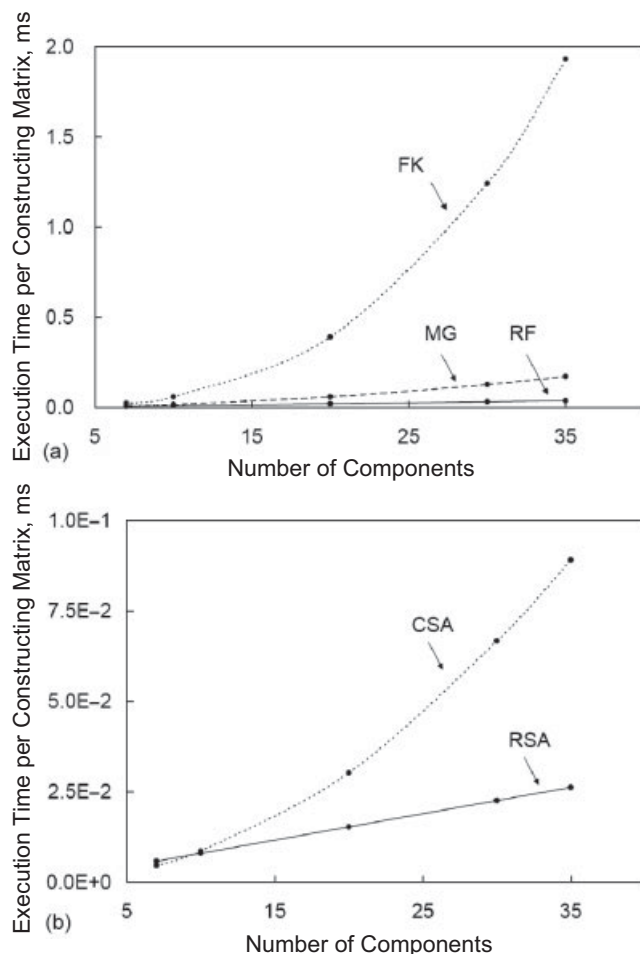 Execution Time per Constructing Matrix, ms
2.0
1.5
1.0
0.5
0.0
FK
MG
RF
5
15
25
35
(a)
Number of Components
Execution Time per Constructing Matrix, ms
1.0E−1
7.5E−2
5.0E−2
2.5E−2
0.0E+0
CSA
RSA
5
15
25
35
(b)
Number of Components